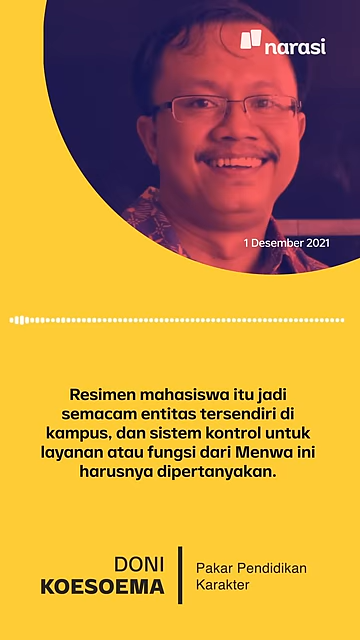 narasi
1 Desember 2021
Resimen mahasiswa itu jadi
semacam entitas tersendiri di
kampus, dan sistem kontrol untuk
layanan atau fungsi dari Menwa ini
harusnya dipertanyakan.
DONI
KOESOEMA
Pakar Pendidikan
Karakter